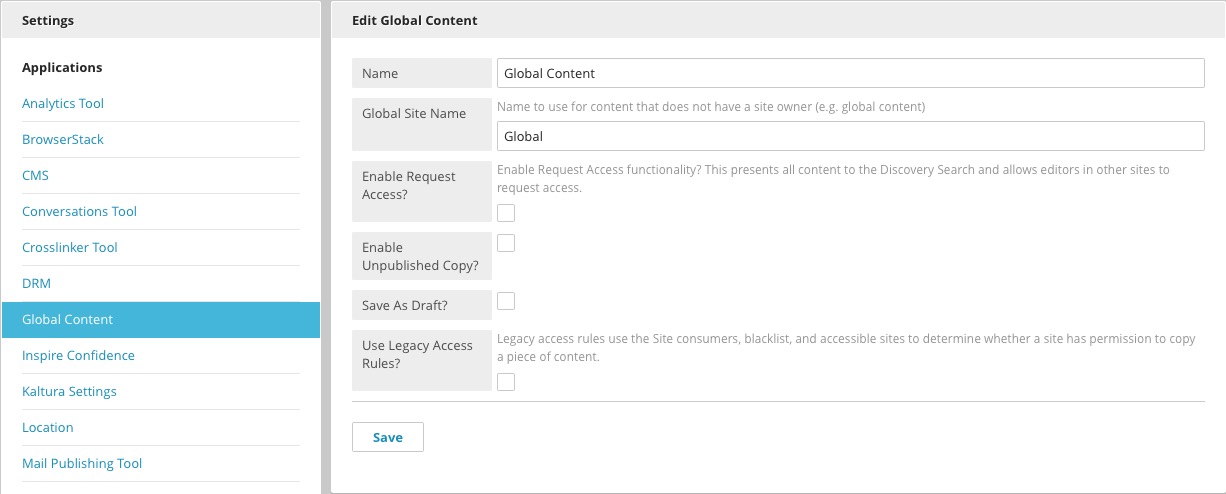 Settings
Applications
Analytics Tool
BrowserStack
CMS
Conversations Tool
Crosslinker Tool
DRM
Global Content
Inspire Confidence
Kaltura Settings
Location
Mail Publishing Tool
Edit Global Content
Name
Global Content
Global Site Name
Name to use for content that does not have a site owner (e.g. global content)
Global
Enable Request
Access?
Enable Request Access functionality? This presents all content to the Discovery Search and allows editors in other sites to
request access.
Enable
Unpublished Copy?
Save As Draft?
Use Legacy Access
Rules?
Legacy access rules use the Site consumers, blacklist, and accessible sites to determine whether a site has permission to copy
a piece of content.
Save